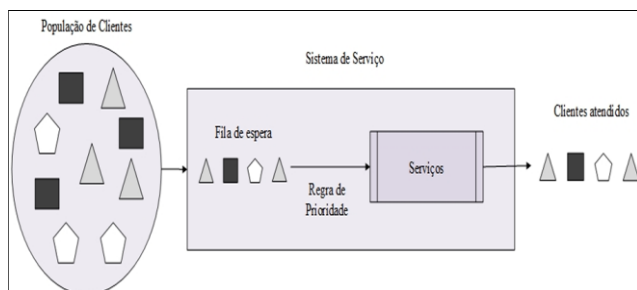 População de Clientes
Sistema de Serviço
Fila de espera
Regra de
Prioridade
Serviços
Clientes atendidos